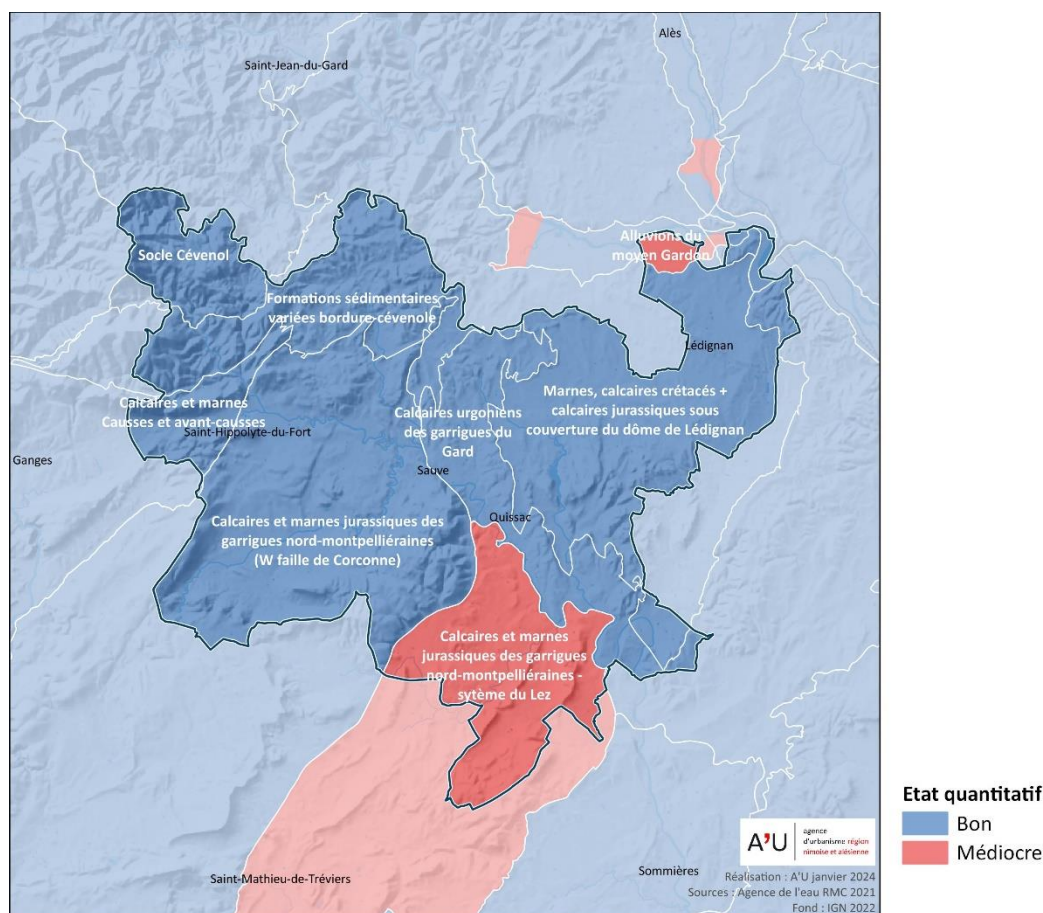 Alès
Saint-Jean-du-Gard
Alluvions du
moyen Gardon
Socle Cévenol
Formations sédimentaires
variées bordure-cévenole
Lédignan
Marnes, calcaires crétacés +
calcaires jurassiques sous
couverture du dôme de Lédignan
Calcaires et marnes
Causses et avant-causses
Saint-Hippolyte-du-Fort
Calcaires urgoniens
des garrigues du
Gard
Ganges
Sauve
Quissac
Calcaires et marnes jurassiques des
garrigues nord-montpelliéraines
(W faille de Corconne)
Calcaires et marnes
jurassiques des garrigues
nord-montpelliéraines -
sytème du Lez
Saint-Mathieu-de-Tréviers
Sommières
A'U
agence
d'urbanisme région
nîmoise et alésienne
Réalisation : A'U janvier 2024
Sources : Agence de l'eau RMC 2021
Fond : IGN 2022
Etat quantitatif
Bon
Médiocre